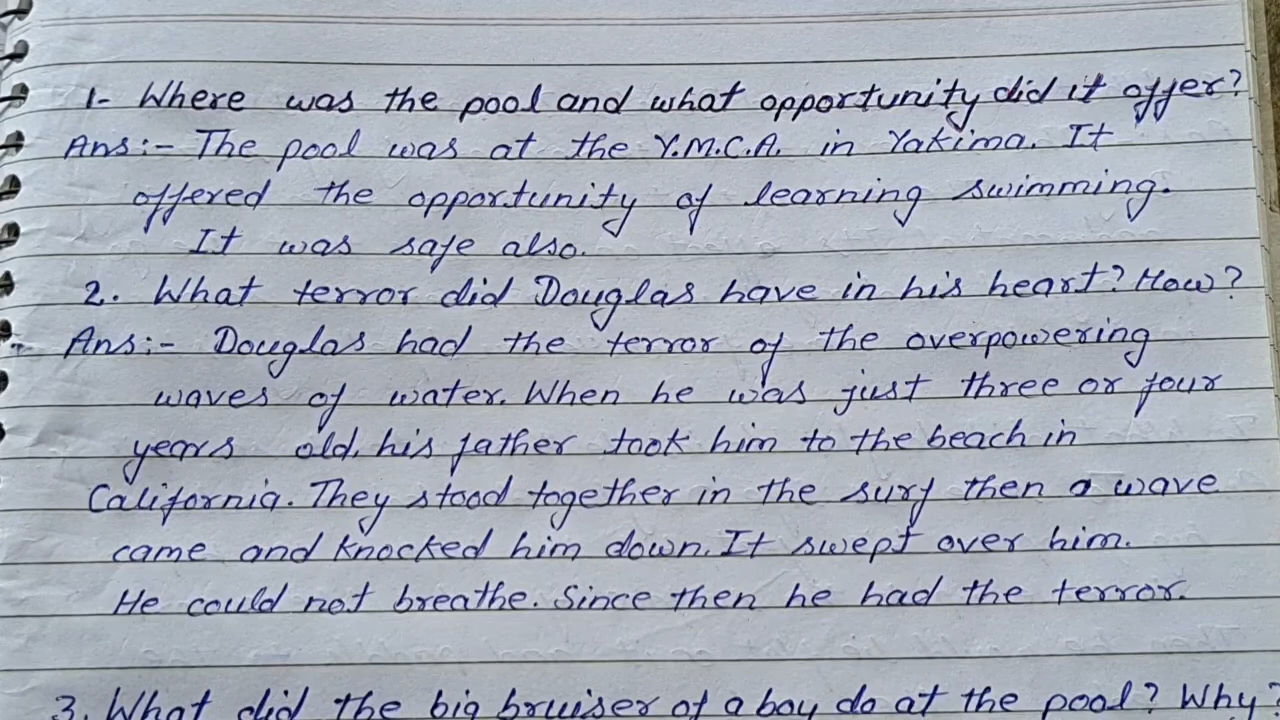 1- Where was the pool and what opportunity did it offer?
Ans:- The pool was at the Y.M.C.A. in Yakima. It
offered the opportunity of learning swimming.
It was safe also.
2. What terror did Douglas have in his heart? How?
Ans:- Douglas had the terror of the overpowering
waves of water. When he was just three or four
years old, his father took him to the beach in
California. They stood together in the surf then a wave
came and knocked him down. It swept over him.
He could not breathe. Since then he had the terror.
3. What did the big bruiser of a boy do at the pool? Why?